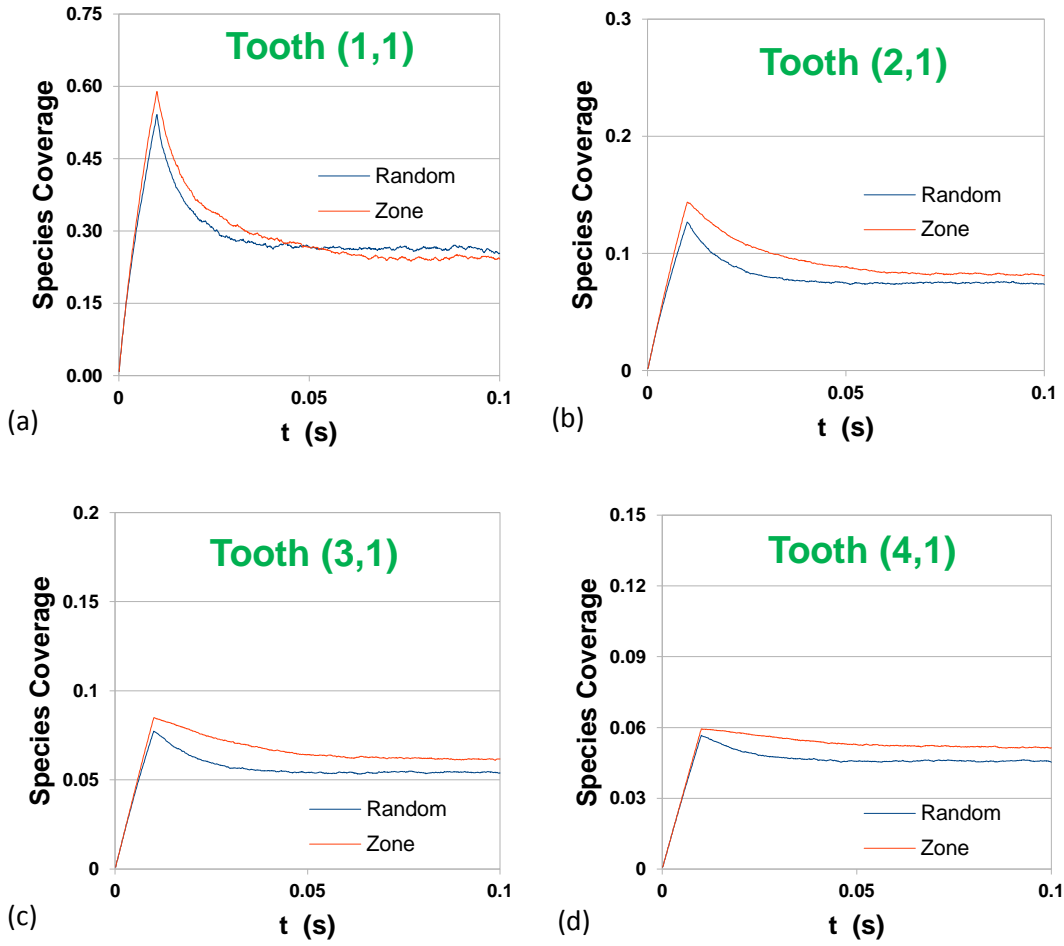 Tooth (1,1)
Species Coverage
0.75
0.60
0.45
0.30
0.15
0.00
Random
Zone
0
0.05
0.1
t (s)
(a)
Tooth (2,1)
Species Coverage
0.3
0.2
0.1
0
Random
Zone
0
0.05
0.1
t (s)
(b)
Tooth (3,1)
Species Coverage
0.2
0.15
0.1
0.05
0
Random
Zone
0
0.05
0.1
t (s)
(c)
Tooth (4,1)
Species Coverage
0.15
0.12
0.09
0.06
0.03
0
Random
Zone
0
0.05
0.1
t (s)
(d)